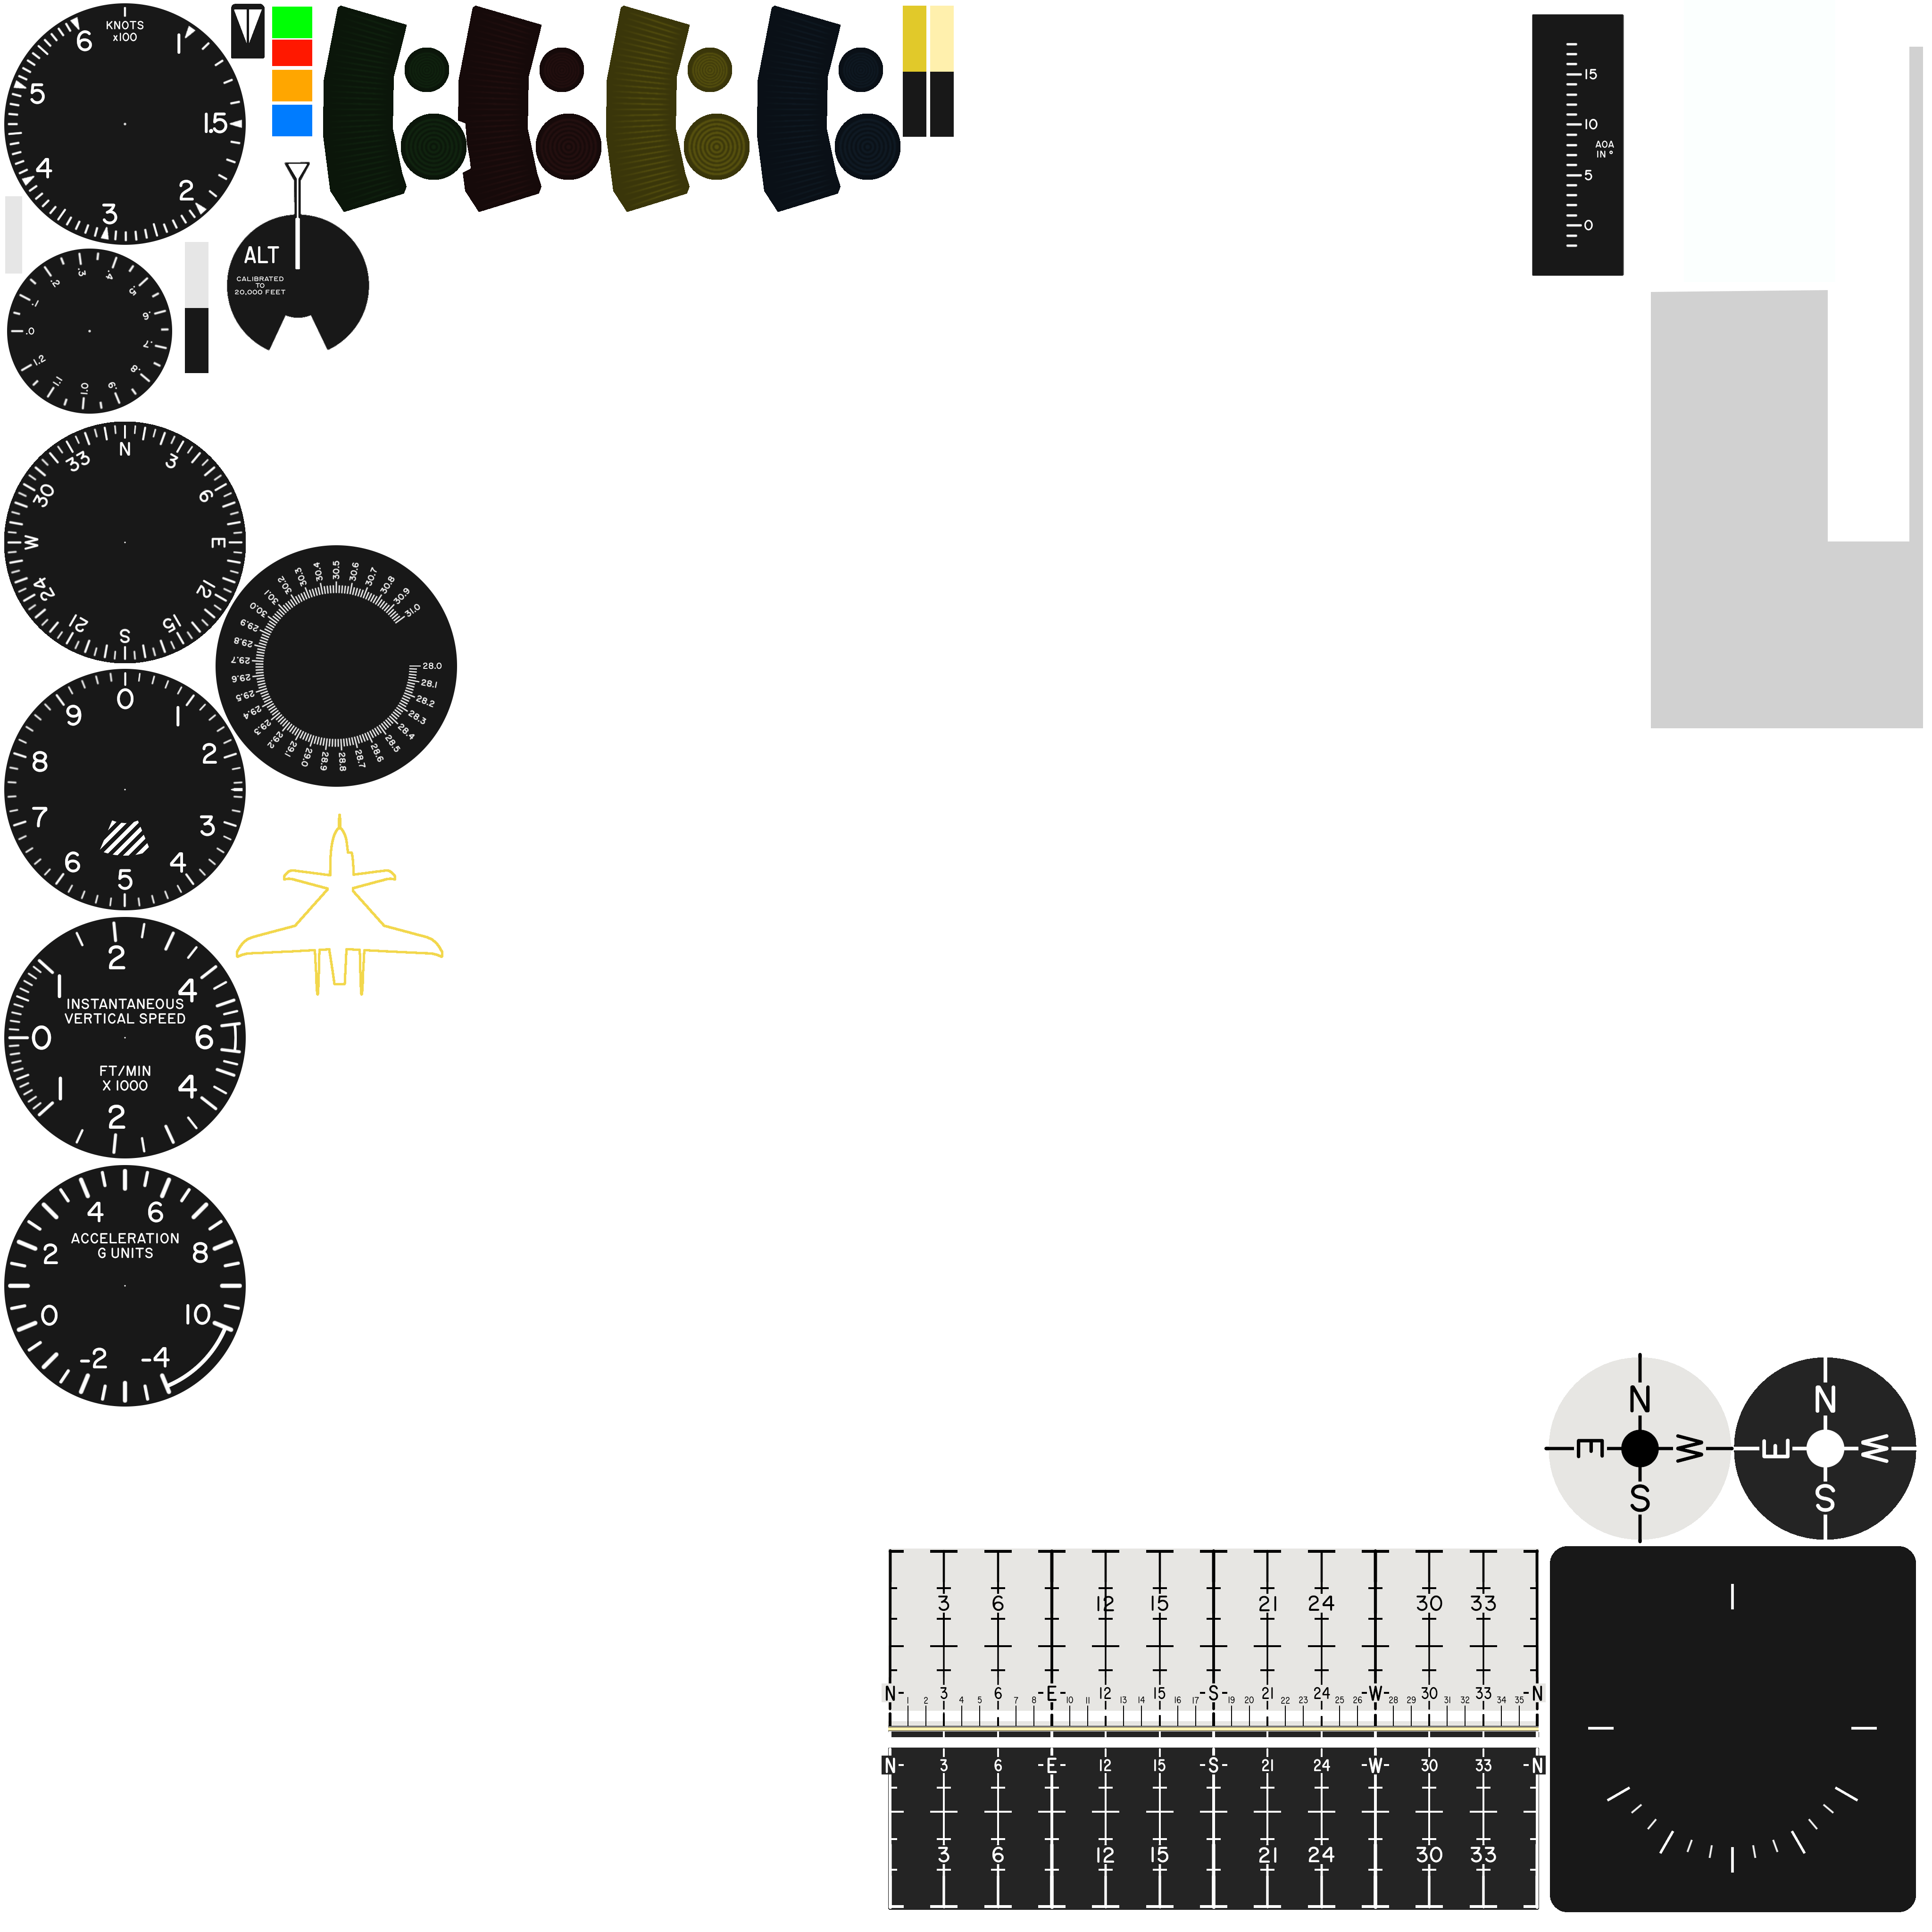 KNOTS
x100
1
1.5
2
3
4
5
6
ALT
CALIBRATED
TO
20,000 FEET
.0
.1
.2
.3
.4
.5
.6
.7
.8
.9
1.0
1.1
1.2
15
10
5
0
AOA
IN °
N
3
6
E
12
15
S
21
24
W
30
33
28.0
28.1
28.2
28.3
28.4
28.5
28.6
28.7
28.8
28.9
29.0
29.1
29.2
29.3
29.4
29.5
29.6
29.7
29.8
29.9
30.0
30.1
30.2
30.3
30.4
30.5
30.6
30.7
30.8
30.9
31.0
0
1
2
3
4
5
6
7
8
9
2
1 4
INSTANTANEOUS
VERTICAL SPEED
0 6
FT/MIN
X 1000
1 4
2
4 6
ACCELERATION
G UNITS
2 8
0 10
-2 -4
N
E W
S
N
E W
S
3 6 12 15 21 24 30 33
N- 3 6 -E- 12 15 -S- 21 24 -W- 30 33 -N
1 2 4 5 7 8 10 11 13 14 16 17 19 20 22 23 25 26 28 29 31 32 34 35
N- 3 6 -E- 12 15 -S- 21 24 -W- 30 33 -N
3 6 12 15 21 24 30 33